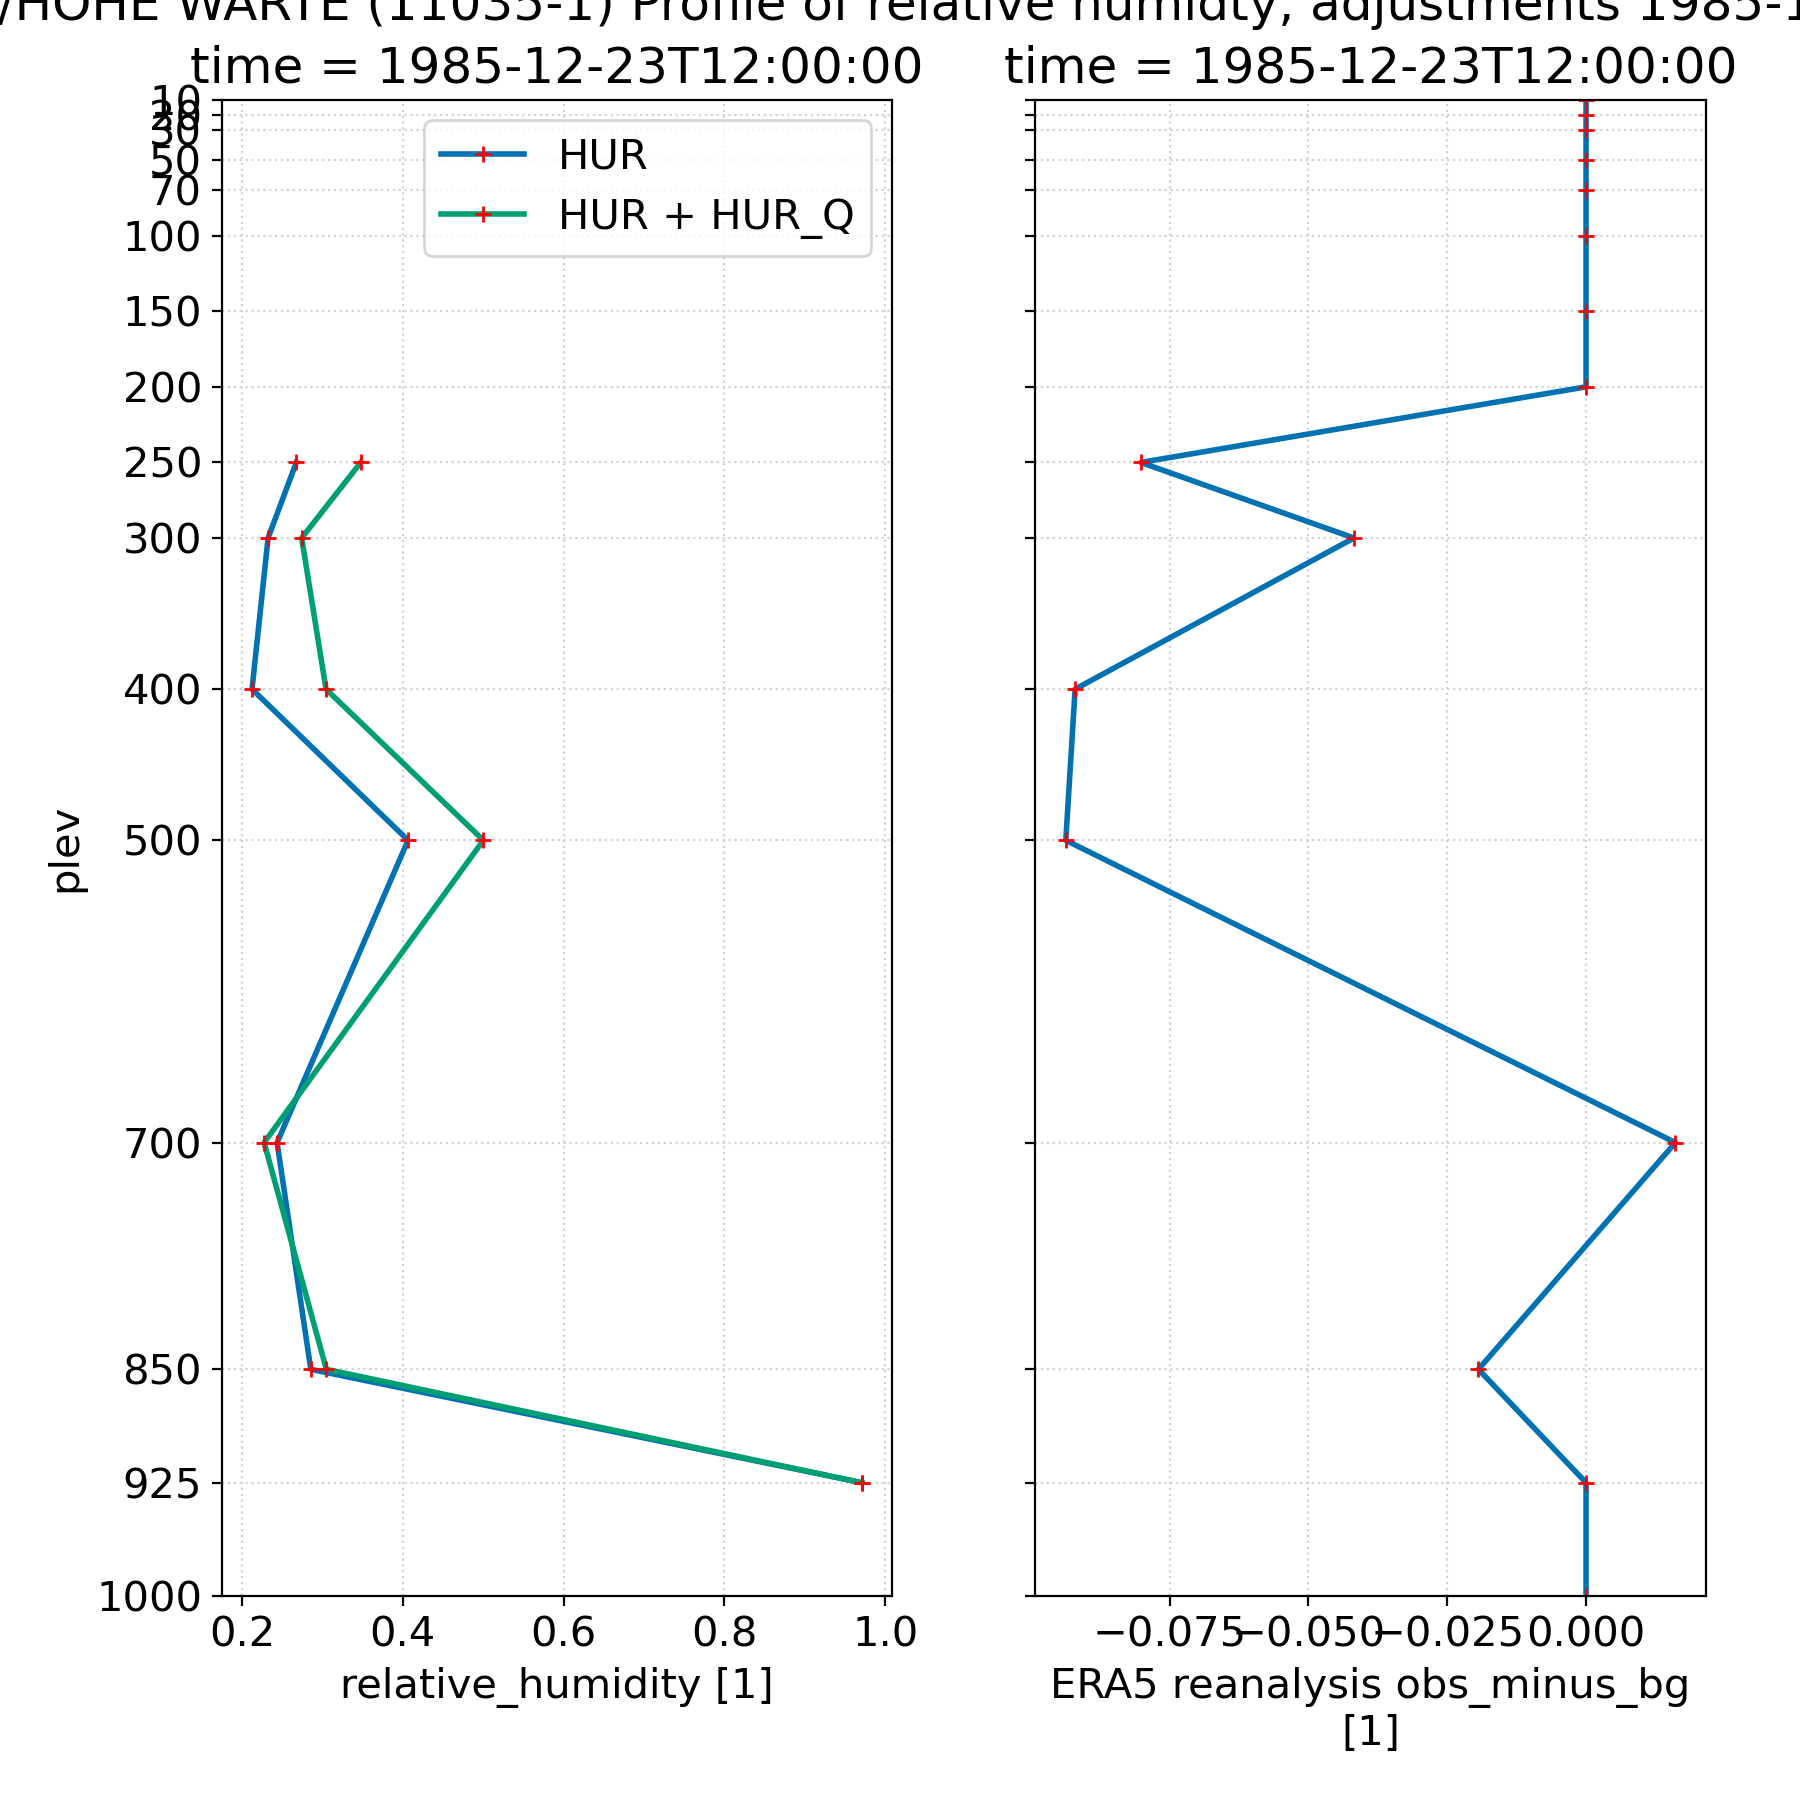 /HOHE WARTE (11035-1) Profile of relative humidty, adjustments 1985-1
time = 1985-12-23T12:00:00
time = 1985-12-23T12:00:00
10
20
30
50
70
100
150
200
250
300
400
500
700
850
925
1000
plev
HUR
HUR + HUR_Q
0.2 0.4 0.6 0.8 1.0
relative_humidity [1]
−0.075 −0.050 −0.025 0.000
ERA5 reanalysis obs_minus_bg
[1]